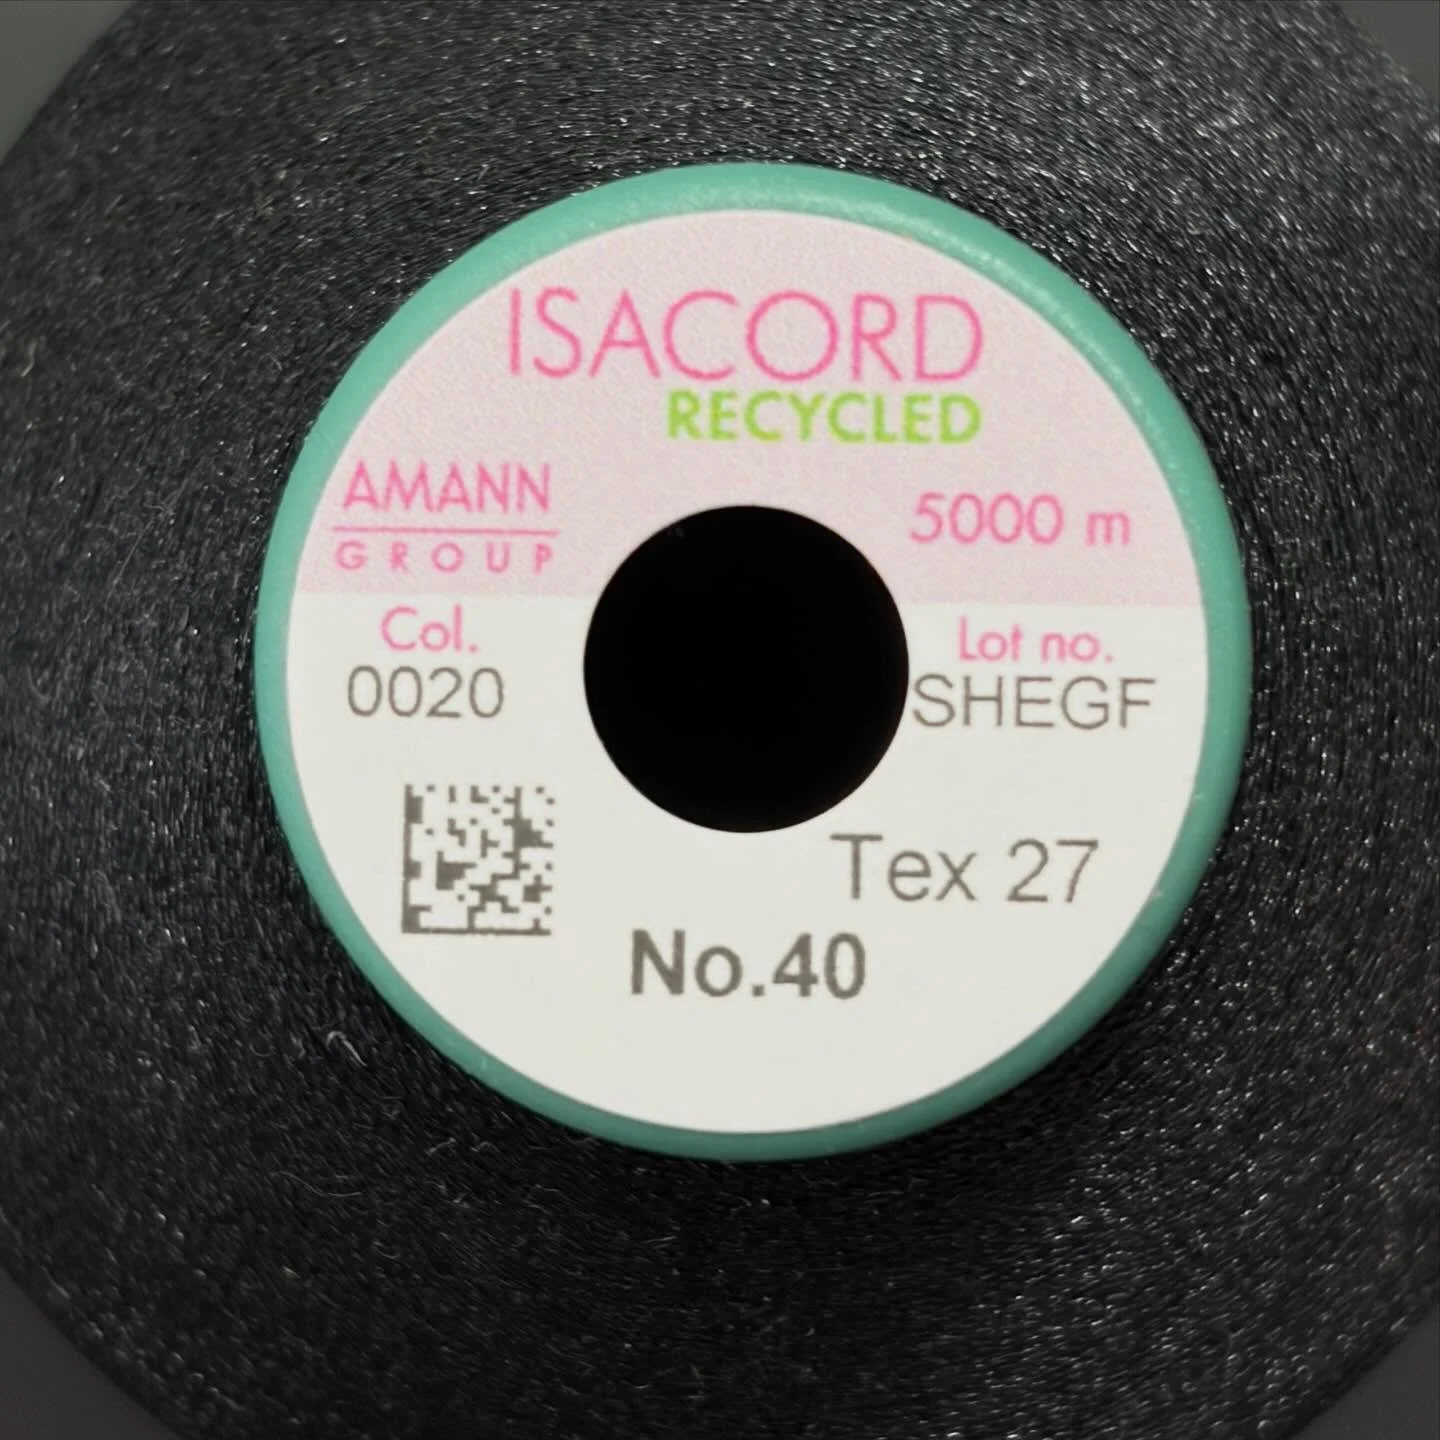 ISACORD
RECYCLED
AMANN
GROUP
5000 m
Col.
0020
Lot no.
SHEGF
Tex 27
No.40